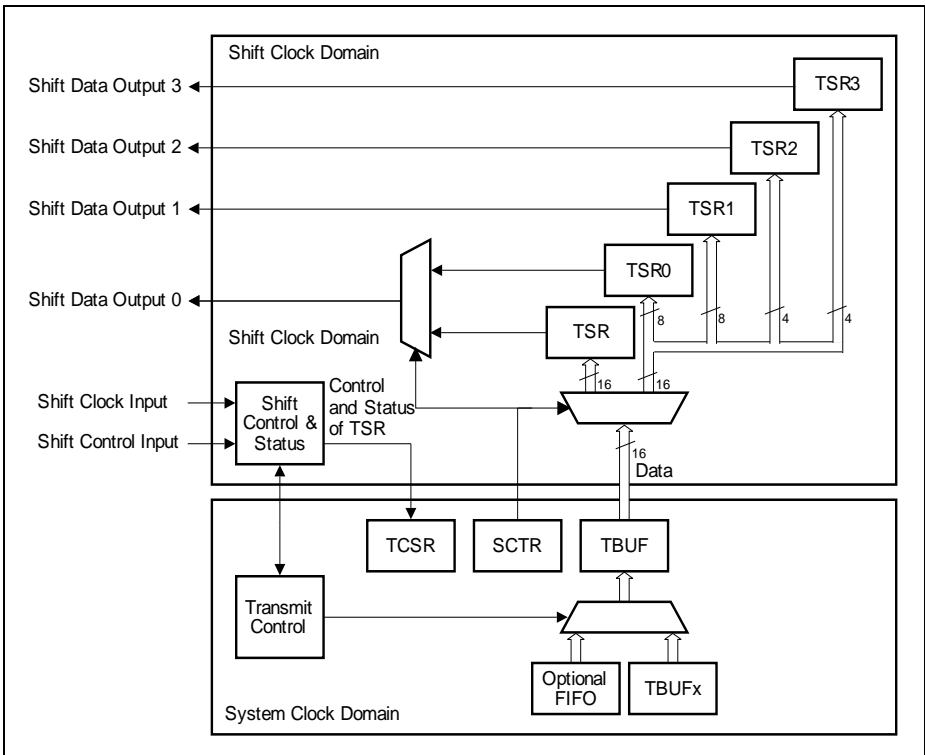 Shift Clock Domain
Shift Data Output 3
TSR3
Shift Data Output 2
TSR2
Shift Data Output 1
TSR1
TSR0
Shift Data Output 0
8
8
4
4
TSR
Shift Clock Domain
16
16
Shift Clock Input
Shift Control Input
Shift
Control &
Status
Control
and Status
of TSR
16
Data
TCSR
SCTR
TBUF
Transmit
Control
Optional
FIFO
TBUFx
System Clock Domain